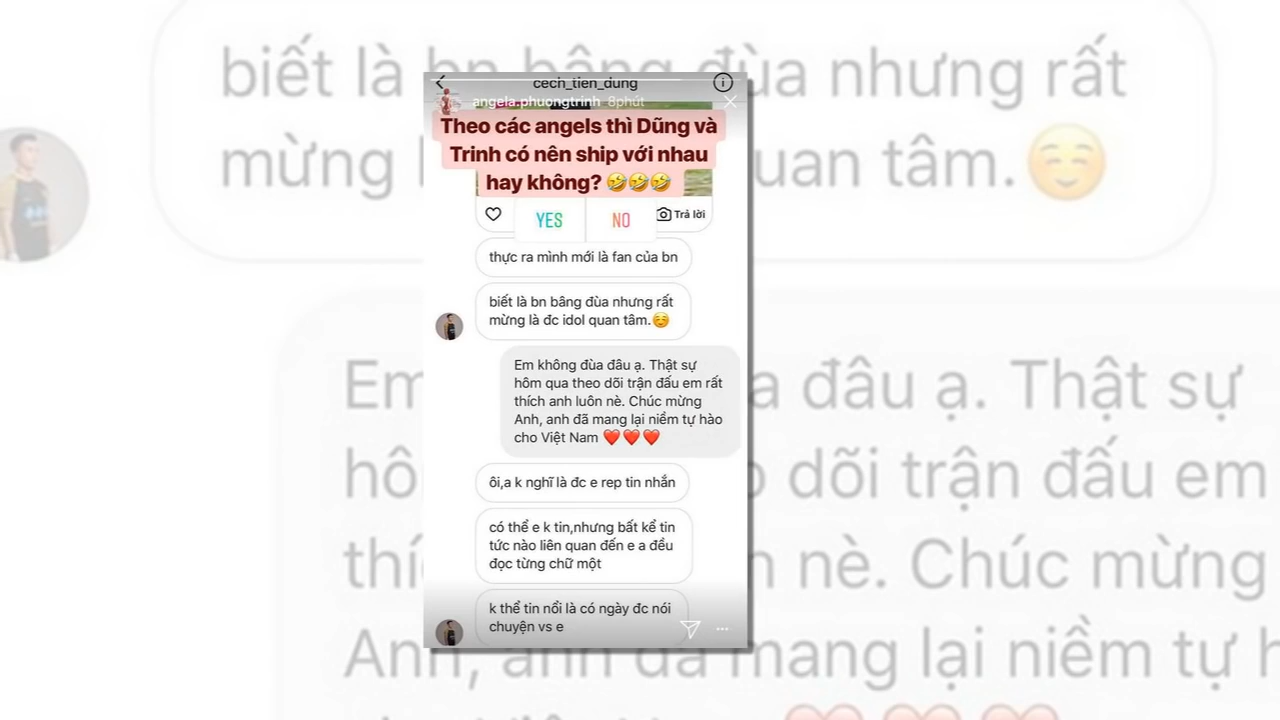 cech_tien_dung
angela.phuongtrinh 8phút
Theo các angels thì Dũng và
Trinh có nên ship với nhau
hay không? 🤣🤣🤣
YES NO Trả lời
thực ra mình mới là fan của bn
biết là bn bâng đùa nhưng rất
mừng là đc idol quan tâm.☺️
Em không đùa đâu ạ. Thật sự
hôm qua theo dõi trận đấu em rất
thích anh luôn nè. Chúc mừng
Anh, anh đã mang lại niềm tự hào
cho Việt Nam ❤️❤️❤️
ôi,a k nghĩ là đc e rep tin nhắn
có thể e k tin,nhưng bất kể tin
tức nào liên quan đến e a đều
đọc từng chữ một
k thể tin nổi là có ngày đc nói
chuyện vs e
biết là bn bâng đùa nhưng rất
mừng quan tâm.☺️
Em đâu ạ. Thật sự
hô dõi trận đấu em
thí nè. Chúc mừng
Anh, anh đã mang lại niềm tự h